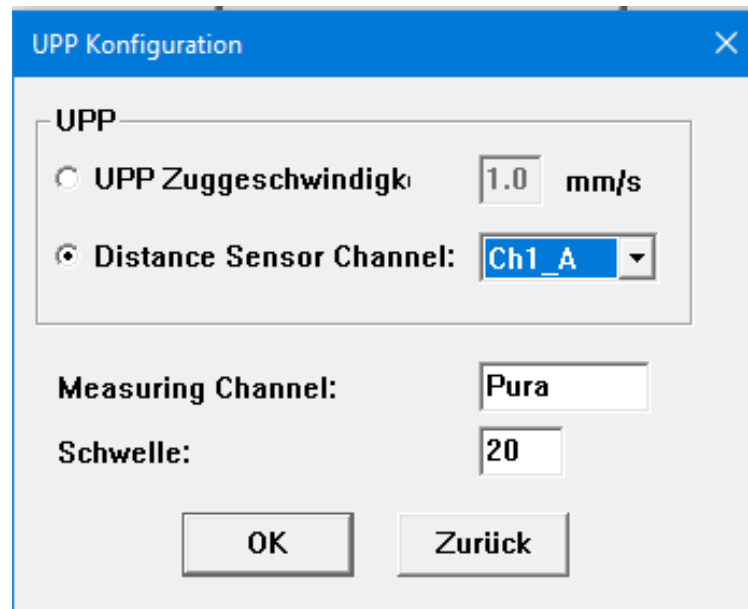 UPP Konfiguration
UPP
UPP Zuggeschwindigk
1.0 mm/s
Distance Sensor Channel: Ch1_A
Measuring Channel: Pura
Schwelle: 20
OK Zurück